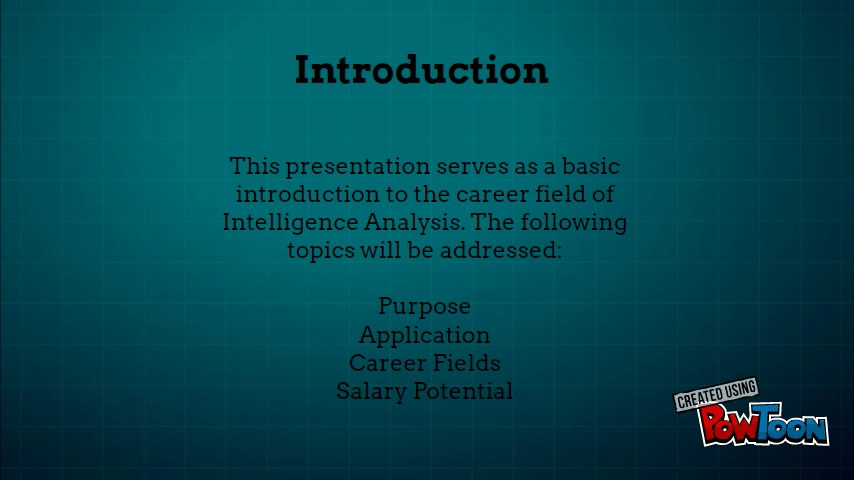 Introduction
This presentation serves as a basic
introduction to the career field of
Intelligence Analysis. The following
topics will be addressed:
Purpose
Application
Career Fields
Salary Potential
CREATED USING
POWTOON